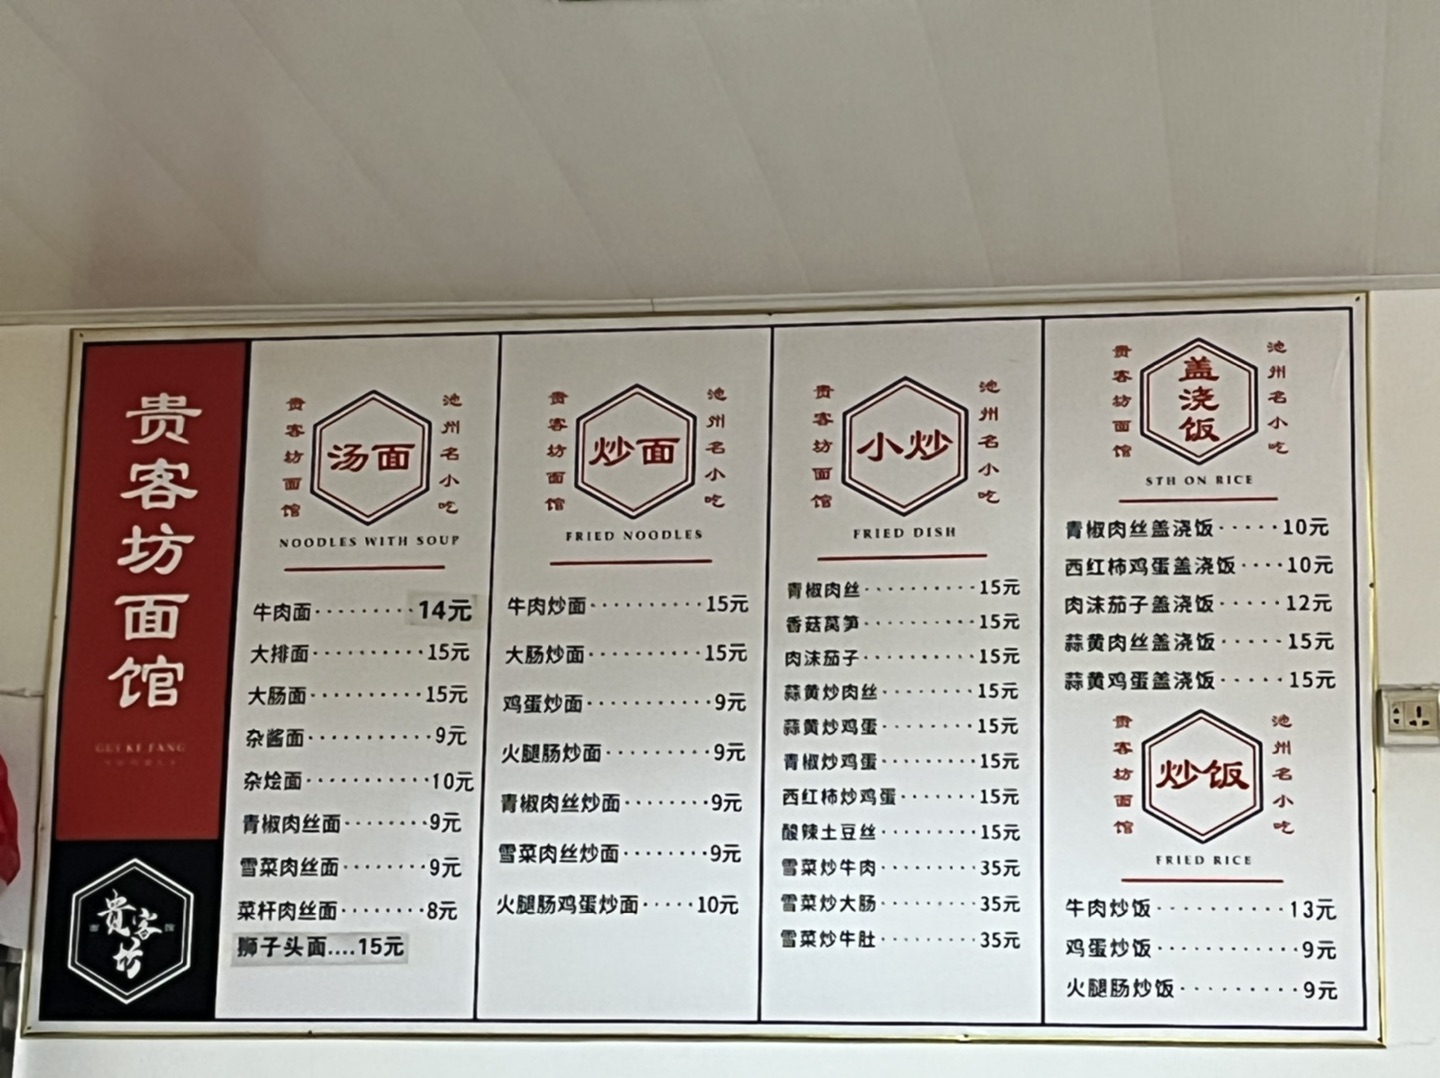 贵客坊面馆
GUI KE FANG
贵客坊
贵客坊面馆
汤面
池州名小吃
NOODLES WITH SOUP
牛肉面·········14元
大排面··········15元
大肠面··········15元
杂酱面···········9元
杂烩面···········10元
青椒肉丝面········9元
雪菜肉丝面········9元
菜杆肉丝面········8元
狮子头面....15元
贵客坊面馆
炒面
池州名小吃
FRIED NOODLES
牛肉炒面··········15元
大肠炒面··········15元
鸡蛋炒面···········9元
火腿肠炒面·········9元
青椒肉丝炒面········9元
雪菜肉丝炒面········9元
火腿肠鸡蛋炒面·····10元
贵客坊面馆
小炒
池州名小吃
FRIED DISH
青椒肉丝··········15元
香菇莴笋··········15元
肉沫茄子··········15元
蒜黄炒肉丝········15元
蒜黄炒鸡蛋········15元
青椒炒鸡蛋········15元
西红柿炒鸡蛋·······15元
酸辣土豆丝········15元
雪菜炒牛肉········35元
雪菜炒大肠········35元
雪菜炒牛肚········35元
贵客坊面馆
盖浇饭
池州名小吃
STH ON RICE
青椒肉丝盖浇饭·····10元
西红柿鸡蛋盖浇饭····10元
肉沫茄子盖浇饭·····12元
蒜黄肉丝盖浇饭·····15元
蒜黄鸡蛋盖浇饭·····15元
贵客坊面馆
炒饭
池州名小吃
FRIED RICE
牛肉炒饭··········13元
鸡蛋炒饭···········9元
火腿肠炒饭·········9元